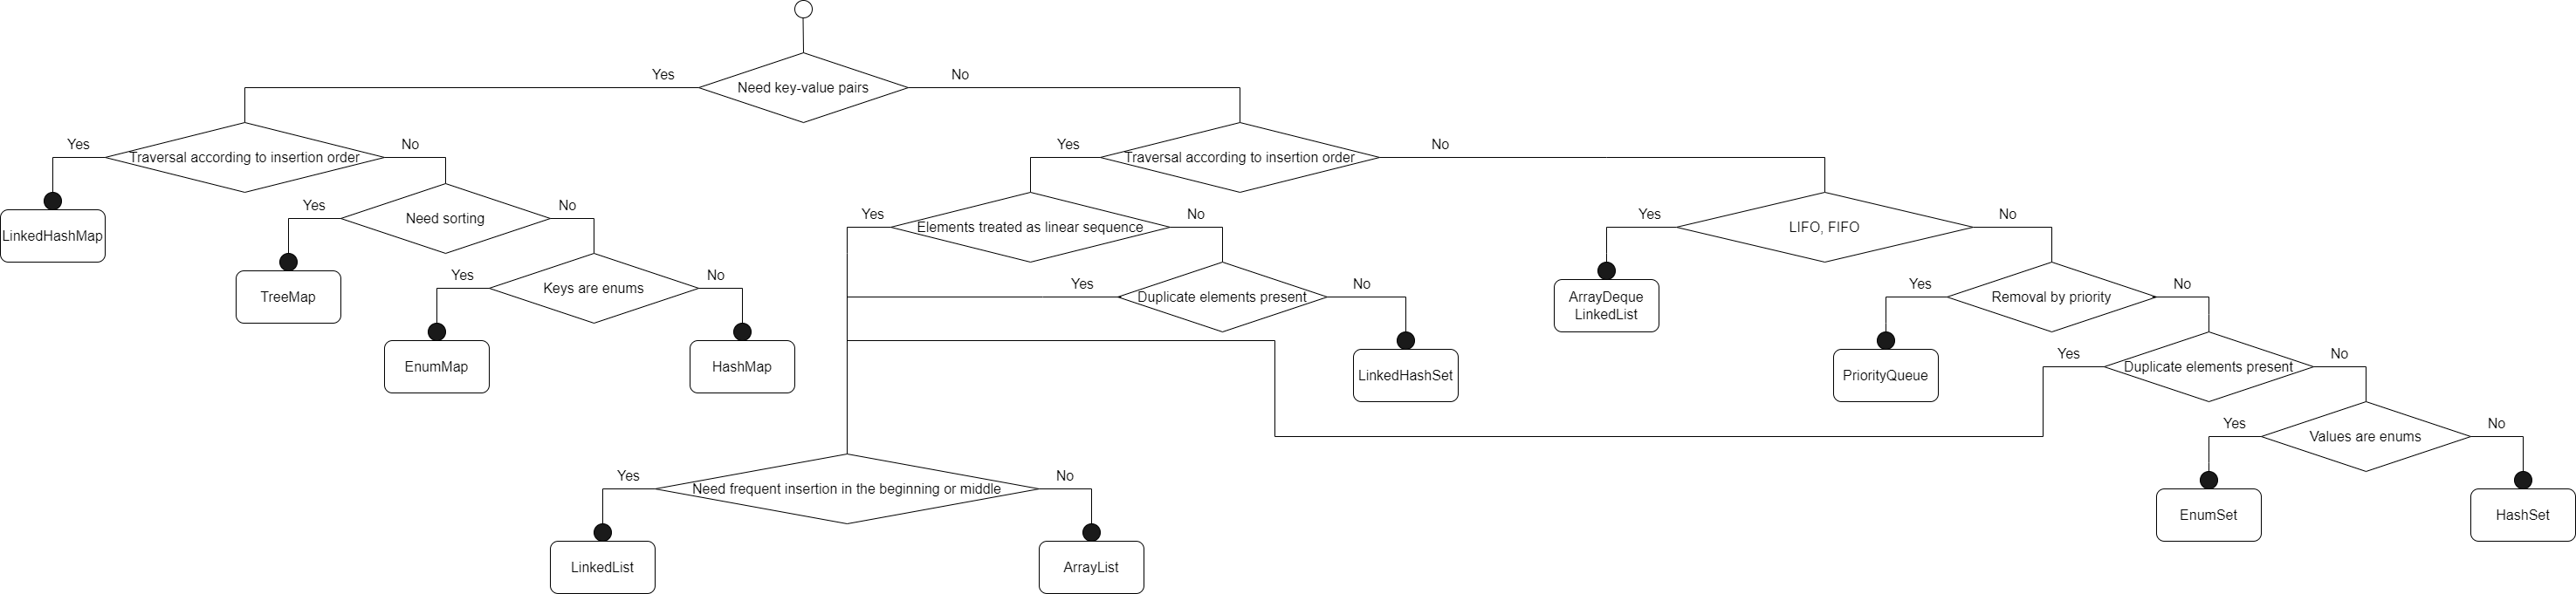 Yes
Need key-value pairs
No
Yes
Traversal according to insertion order
No
Yes
Traversal according to insertion order
No
LinkedHashMap
Yes
Need sorting
No
Yes
Elements treated as linear sequence
No
Yes
LIFO, FIFO
No
TreeMap
Yes
Keys are enums
No
Yes
Duplicate elements present
No
ArrayDeque
LinkedList
Yes
Removal by priority
No
EnumMap
HashMap
LinkedHashSet
PriorityQueue
Yes
Duplicate elements present
No
Yes
Values are enums
No
Yes
Need frequent insertion in the beginning or middle
No
EnumSet
HashSet
LinkedList
ArrayList